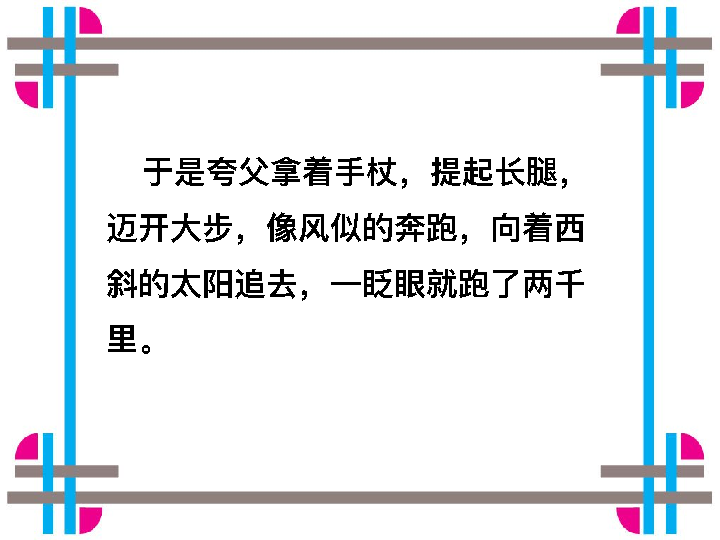 于是夸父拿着手杖，提起长腿，
迈开大步，像风似的奔跑，向着西
斜的太阳追去，一眨眼就跑了两千
里。